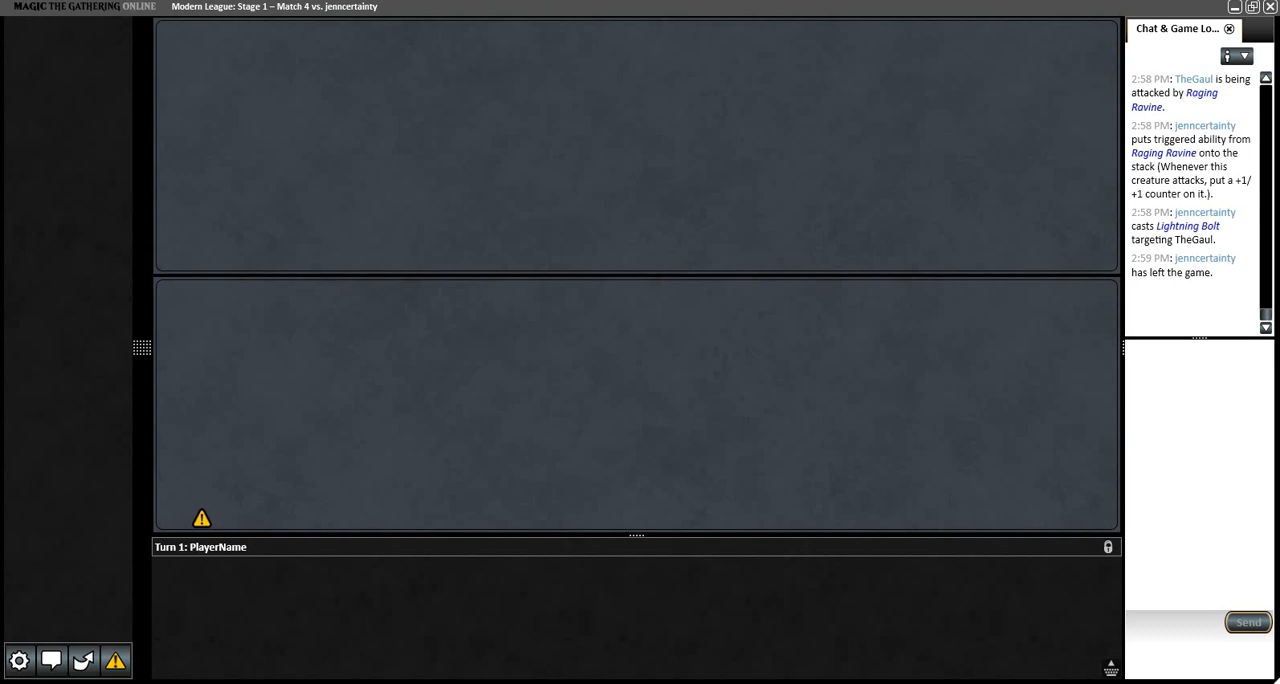 MAGIC THE GATHERING ONLINE Modern League: Stage 1 – Match 4 vs. jenncertainty
Chat & Game Lo...
2:58 PM: TheGaul is being
attacked by Raging
Ravine.
2:58 PM: jenncertainty
puts triggered ability from
Raging Ravine onto the
stack (Whenever this
creature attacks, put a +1/
+1 counter on it.).
2:58 PM: jenncertainty
casts Lightning Bolt
targeting TheGaul.
2:59 PM: jenncertainty
has left the game.
Turn 1: PlayerName
Send